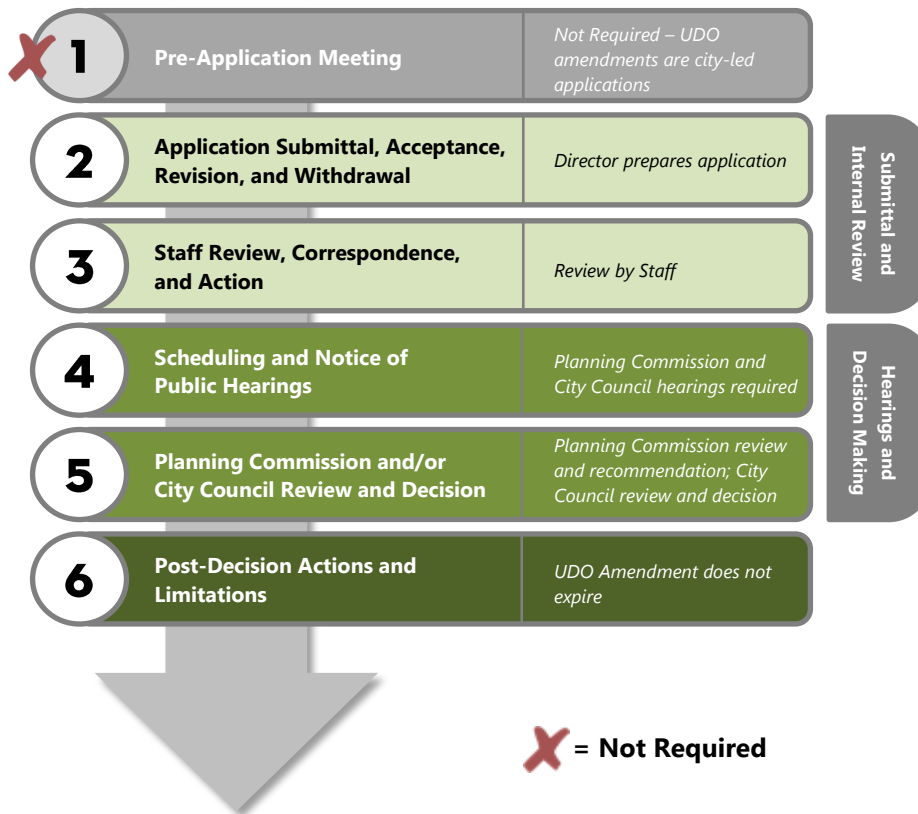 1
Pre-Application Meeting
Not Required – UDO
amendments are city-led
applications
2
Application Submittal, Acceptance,
Revision, and Withdrawal
Director prepares application
3
Staff Review, Correspondence,
and Action
Review by Staff
Submittal and
Internal Review
4
Scheduling and Notice of
Public Hearings
Planning Commission and
City Council hearings required
5
Planning Commission and/or
City Council Review and Decision
Planning Commission review
and recommendation; City
Council review and decision
Hearings and
Decision Making
6
Post-Decision Actions and
Limitations
UDO Amendment does not
expire
= Not Required